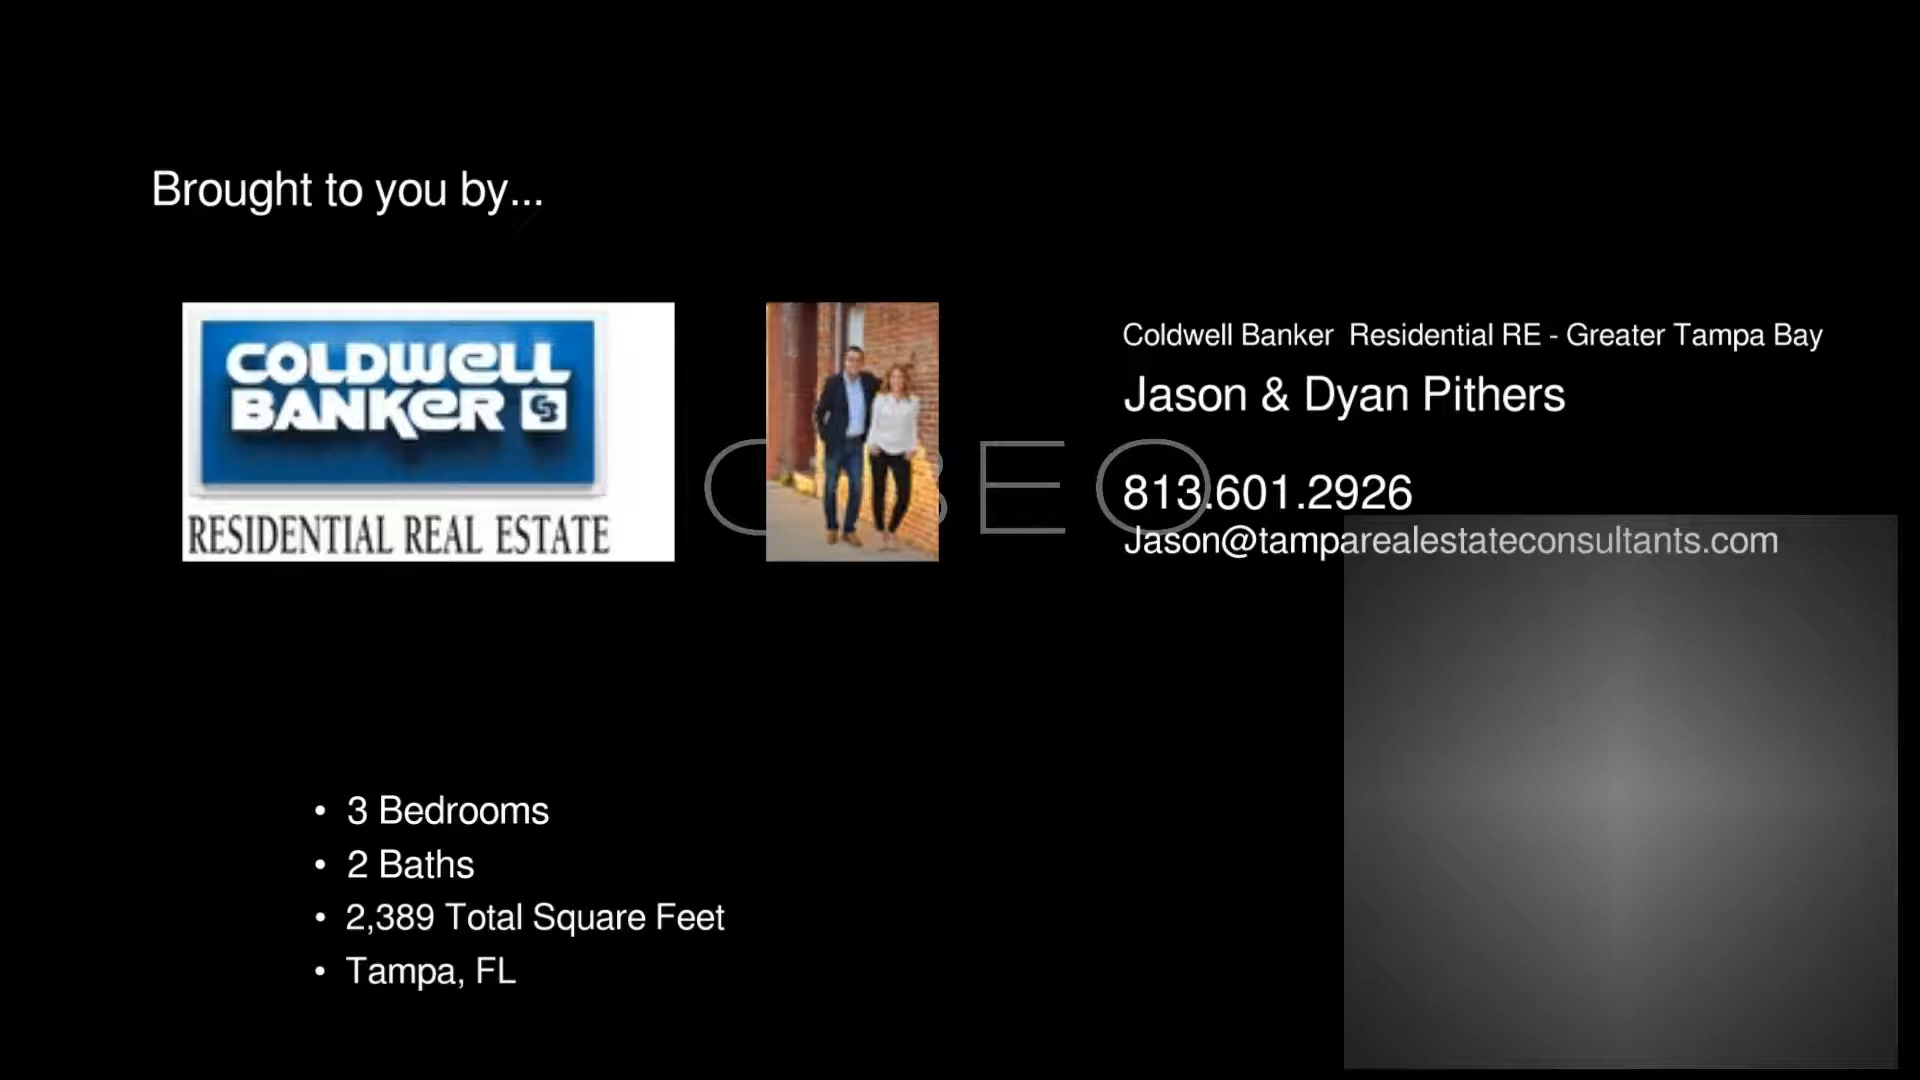 Brought to you by...
COLDWELL
BANKER CB
RESIDENTIAL REAL ESTATE
Coldwell Banker  Residential RE - Greater Tampa Bay
Jason & Dyan Pithers
813.601.2926
Jason@tamparealestateconsultants.com
• 3 Bedrooms
• 2 Baths
• 2,389 Total Square Feet
• Tampa, FL